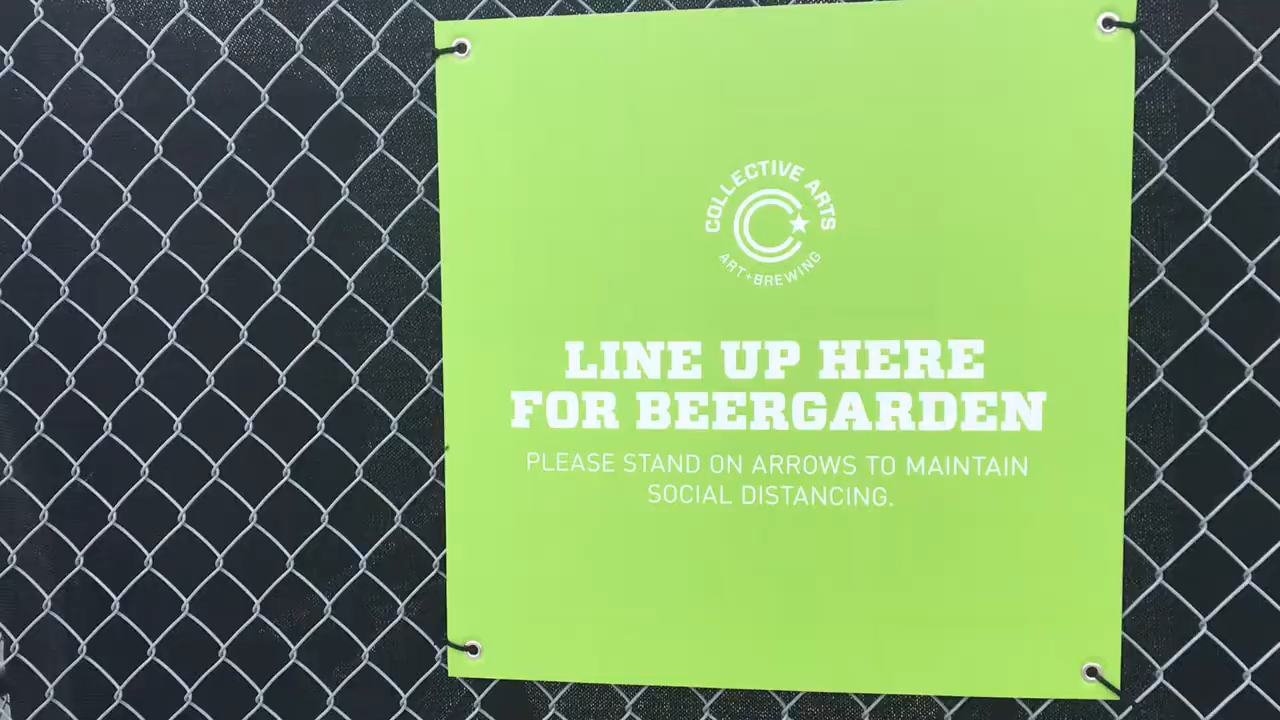 COLLECTIVE ARTS
ART+BREWING
LINE UP HERE
FOR BEERGARDEN
PLEASE STAND ON ARROWS TO MAINTAIN
SOCIAL DISTANCING.